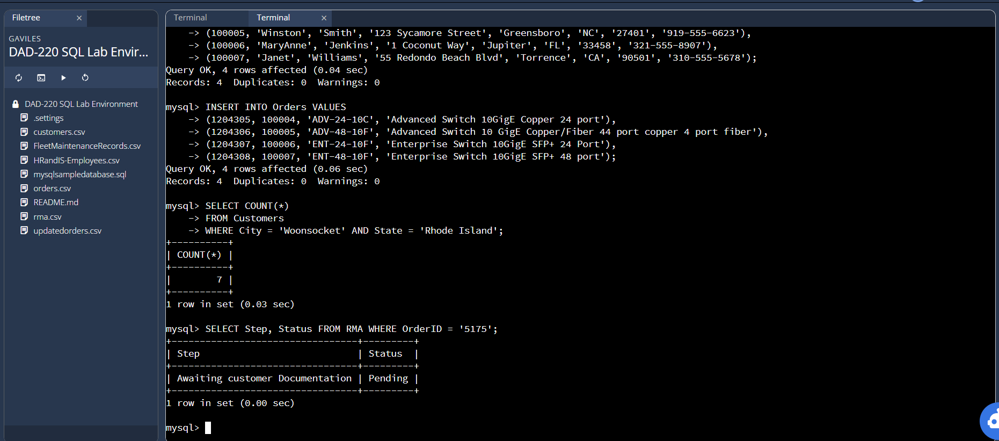 Filetree
GAVILES
DAD-220 SQL Lab Envir...
DAD-220 SQL Lab Environment
.settings
customers.csv
FleetMaintenanceRecords.csv
HRandIS-Employees.csv
mysqlsampledatabase.sql
orders.csv
README.md
rma.csv
updatedorders.csv
Terminal
Terminal
-> (100005, 'Winston', 'Smith', '123 Sycamore Street', 'Greensboro', 'NC', '27401', '919-555-6623'),
-> (100006, 'MaryAnne', 'Jenkins', '1 Coconut Way', 'Jupiter', 'FL', '33458', '321-555-8907'),
-> (100007, 'Janet', 'Williams', '55 Redondo Beach Blvd', 'Torrence', 'CA', '90501', '310-555-5678');
Query OK, 4 rows affected (0.04 sec)
Records: 4  Duplicates: 0  Warnings: 0
mysql> INSERT INTO Orders VALUES
-> (1204305, 100004, 'ADV-24-10C', 'Advanced Switch 10GigE Copper 24 port'),
-> (1204306, 100005, 'ADV-48-10F', 'Advanced Switch 10 GigE Copper/Fiber 44 port copper 4 port fiber'),
-> (1204307, 100006, 'ENT-24-10F', 'Enterprise Switch 10GigE SFP+ 24 Port'),
-> (1204308, 100007, 'ENT-48-10F', 'Enterprise Switch 10GigE SFP+ 48 port');
Query OK, 4 rows affected (0.06 sec)
Records: 4  Duplicates: 0  Warnings: 0
mysql> SELECT COUNT(*)
-> FROM Customers
-> WHERE City = 'Woonsocket' AND State = 'Rhode Island';
+----------+
| COUNT(*) |
+----------+
|        7 |
+----------+
1 row in set (0.03 sec)
mysql> SELECT Step, Status FROM RMA WHERE OrderID = '5175';
+---------------------------------+---------+
| Step                            | Status  |
+---------------------------------+---------+
| Awaiting customer Documentation | Pending |
+---------------------------------+---------+
1 row in set (0.00 sec)
mysql>